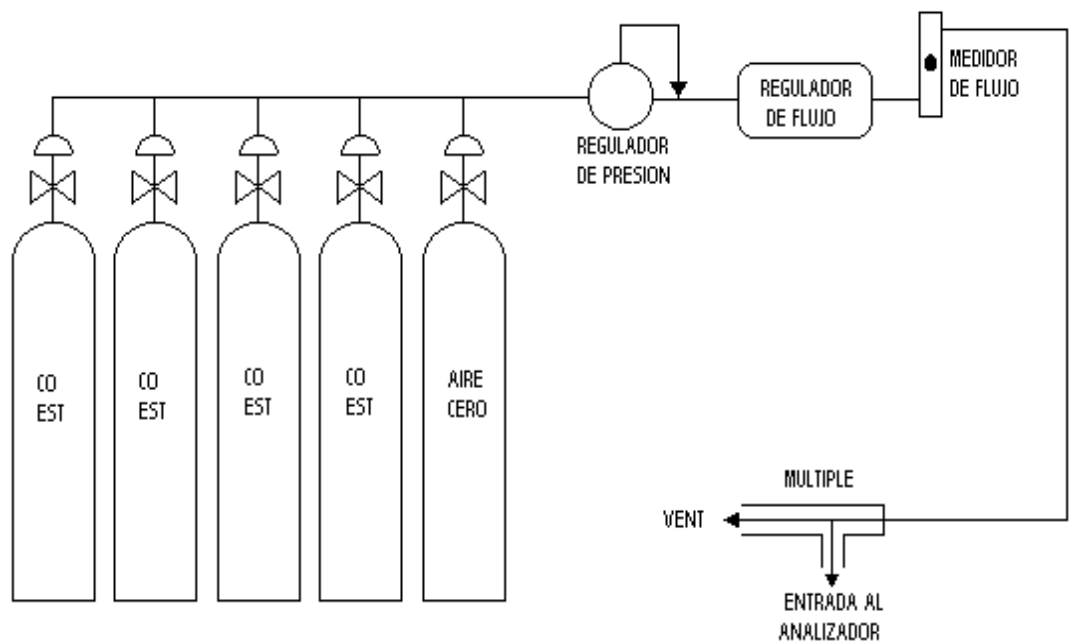 MEDIDOR
DE FLUJO
REGULADOR
DE FLUJO
REGULADOR
DE PRESION
CO
EST
CO
EST
CO
EST
CO
EST
AIRE
CERO
MULTIPLE
VENT
ENTRADA AL
ANALIZADOR